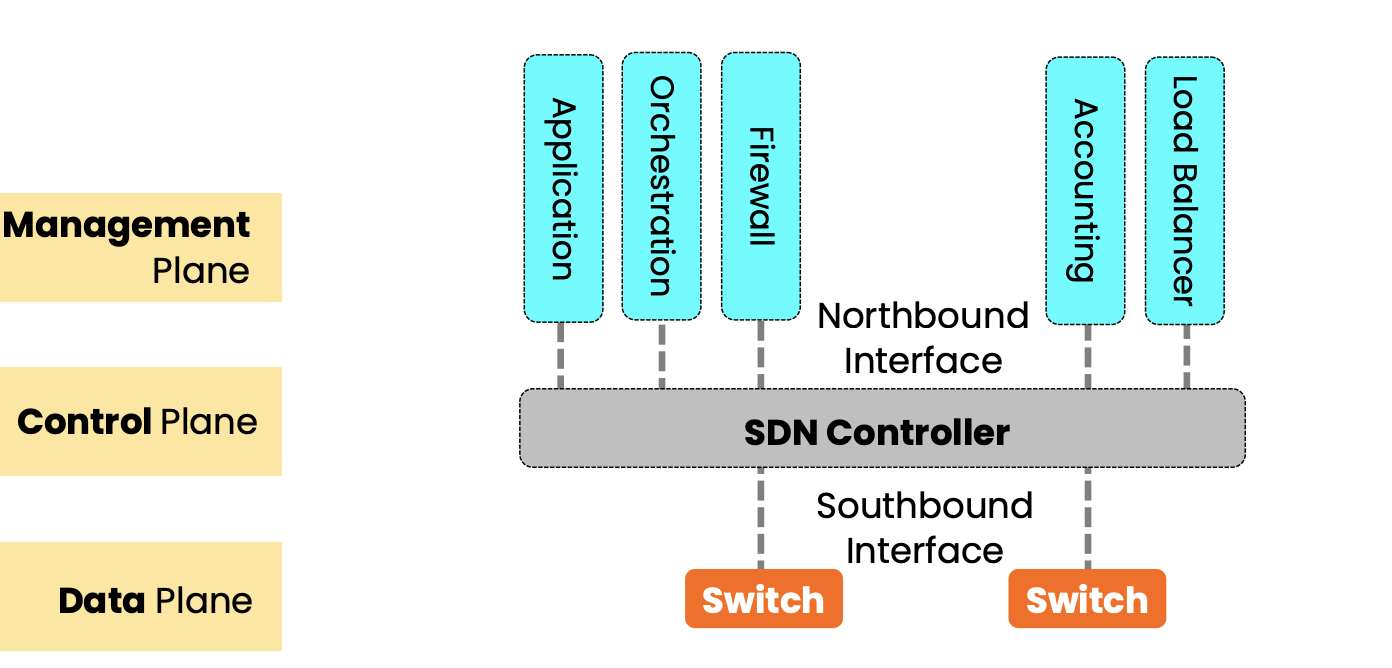 Application
Orchestration
Firewall
Accounting
Load Balancer
Management
Plane
Northbound
Interface
Control Plane
SDN Controller
Southbound
Interface
Data Plane
Switch
Switch